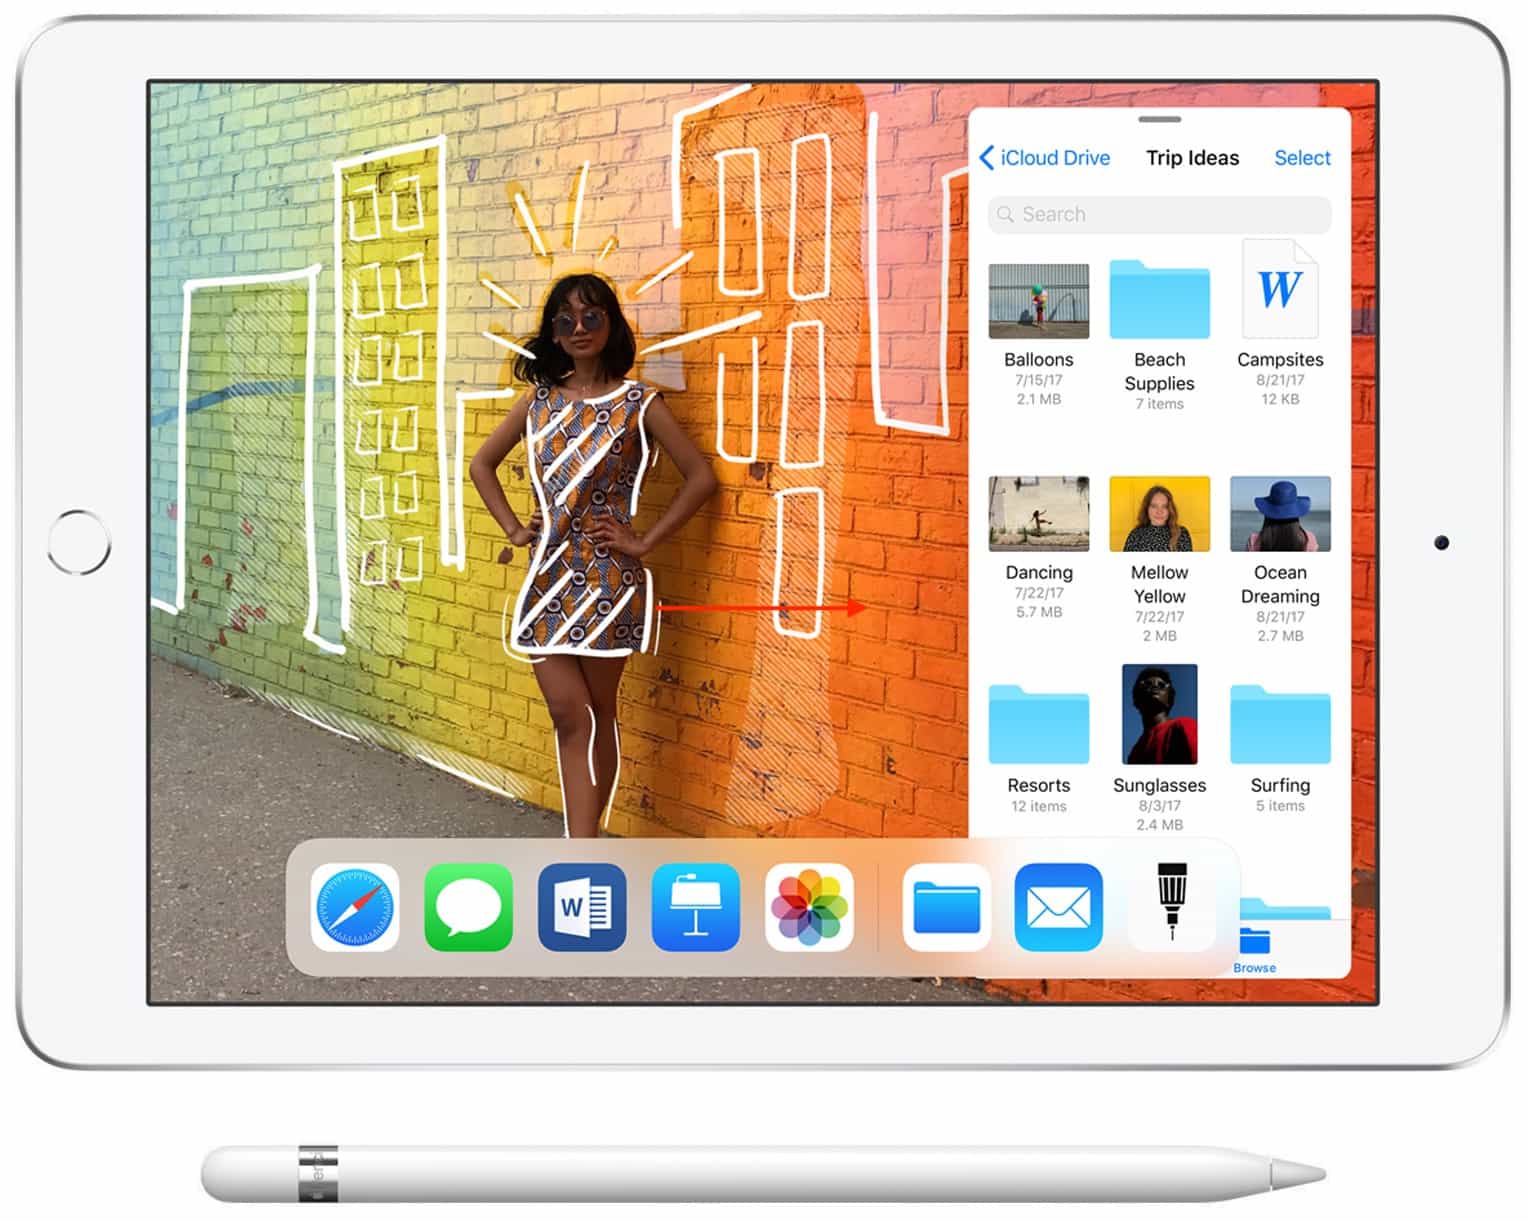 iCloud Drive
Trip Ideas
Select
Search
Balloons
7/15/17
2.1 MB
Beach
Supplies
7 items
W
Campsites
8/21/17
12 KB
Dancing
7/22/17
5.7 MB
Mellow
Yellow
7/22/17
2 MB
Ocean
Dreaming
8/21/17
2.7 MB
Resorts
12 items
Sunglasses
8/3/17
2.4 MB
Surfing
5 items
W
Browse